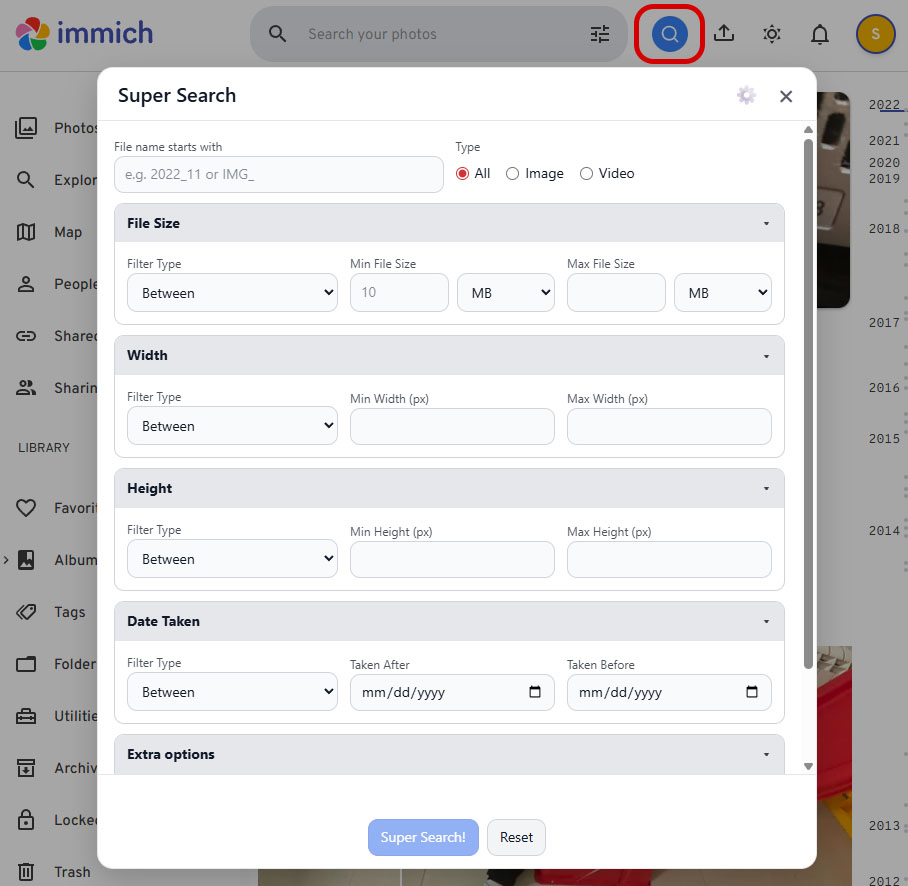 immich
Search your photos
S
Super Search
File name starts with
e.g. 2022_11 or IMG_
Type
All Image Video
File Size
Filter Type Min File Size Max File Size
Between 10 MB MB
Width
Filter Type Min Width (px) Max Width (px)
Between
Height
Filter Type Min Height (px) Max Height (px)
Between
Date Taken
Filter Type Taken After Taken Before
Between mm/dd/yyyy mm/dd/yyyy
Extra options
Super Search! Reset
Photos
Explor
Map
People
Shared
Sharin
LIBRARY
Favorit
Album
Tags
Folder
Utilitie
Archiv
Locked
Trash
2022
2021
2020
2019
2018
2017
2016
2015
2014
2013
2012